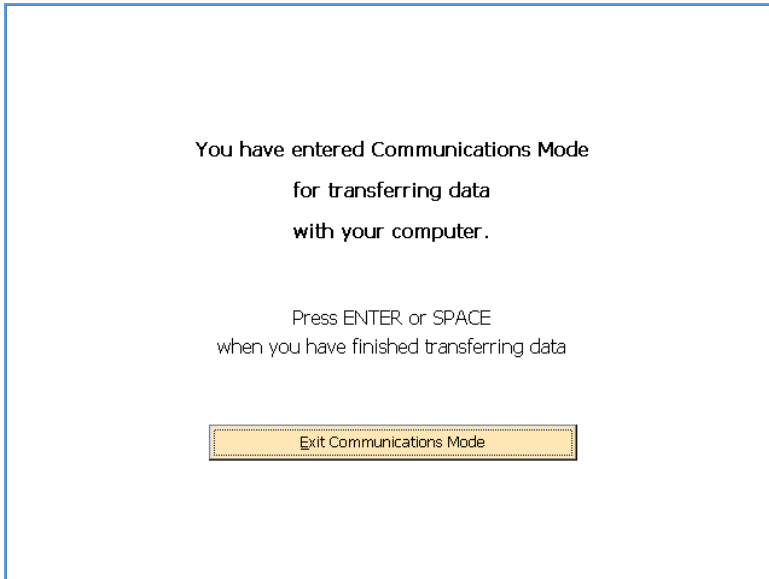 You have entered Communications Mode
for transferring data
with your computer.
Press ENTER or SPACE
when you have finished transferring data
Exit Communications Mode